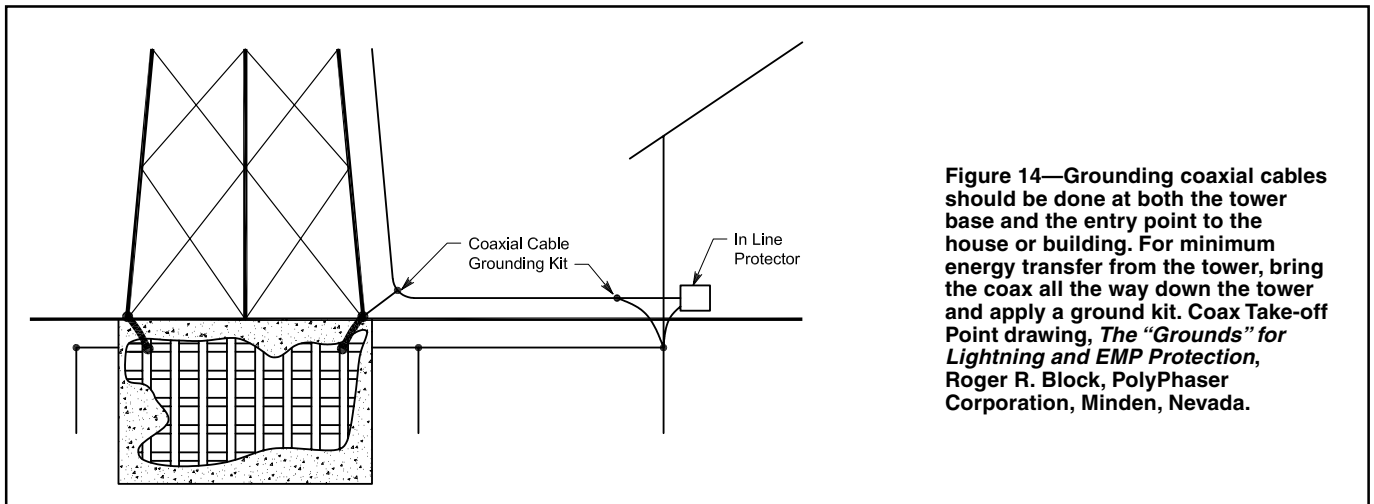 Coaxial Cable
Grounding Kit
In Line
Protector
Figure 14—Grounding coaxial cables
should be done at both the tower
base and the entry point to the
house or building. For minimum
energy transfer from the tower, bring
the coax all the way down the tower
and apply a ground kit. Coax Take-off
Point drawing, The “Grounds” for
Lightning and EMP Protection,
Roger R. Block, PolyPhaser
Corporation, Minden, Nevada.